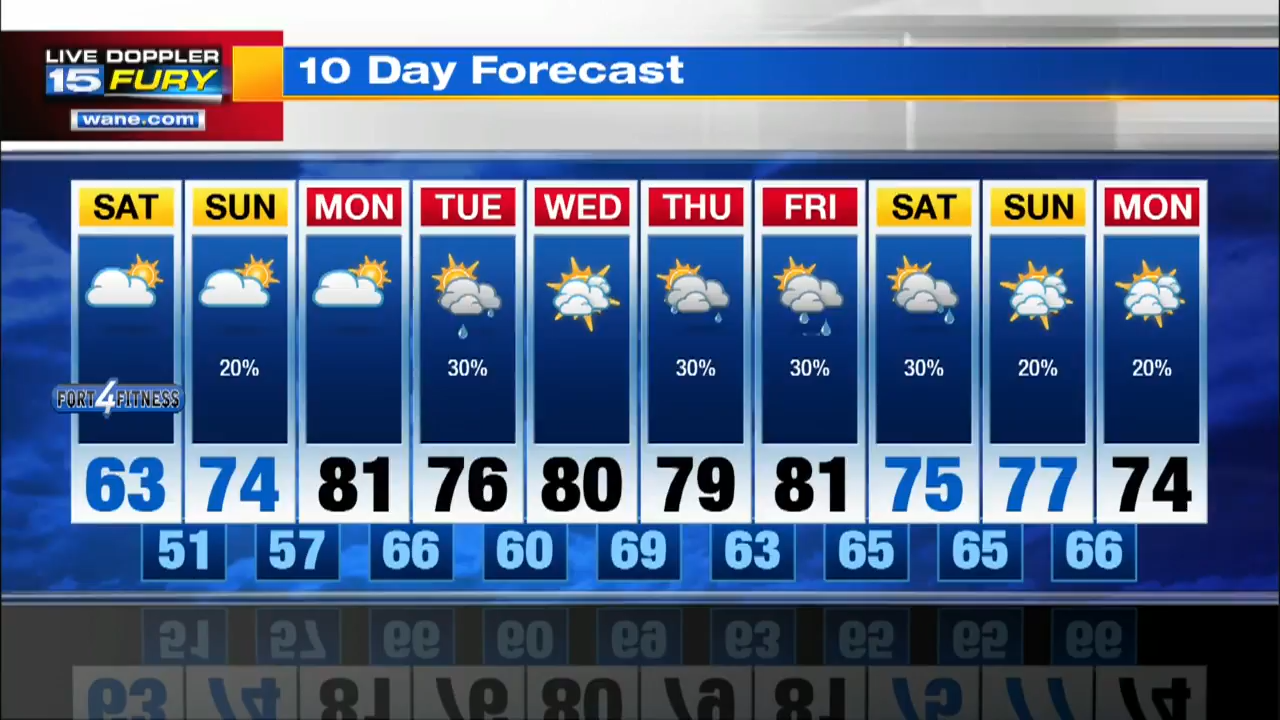 LIVE DOPPLER
15 FURY
wane.com
10 Day Forecast
SAT SUN MON TUE WED THU FRI SAT SUN MON
20% 30% 30% 30% 30% 20% 20%
FORT4FITNESS
63 74 81 76 80 79 81 75 77 74
51 57 66 60 69 63 65 65 66